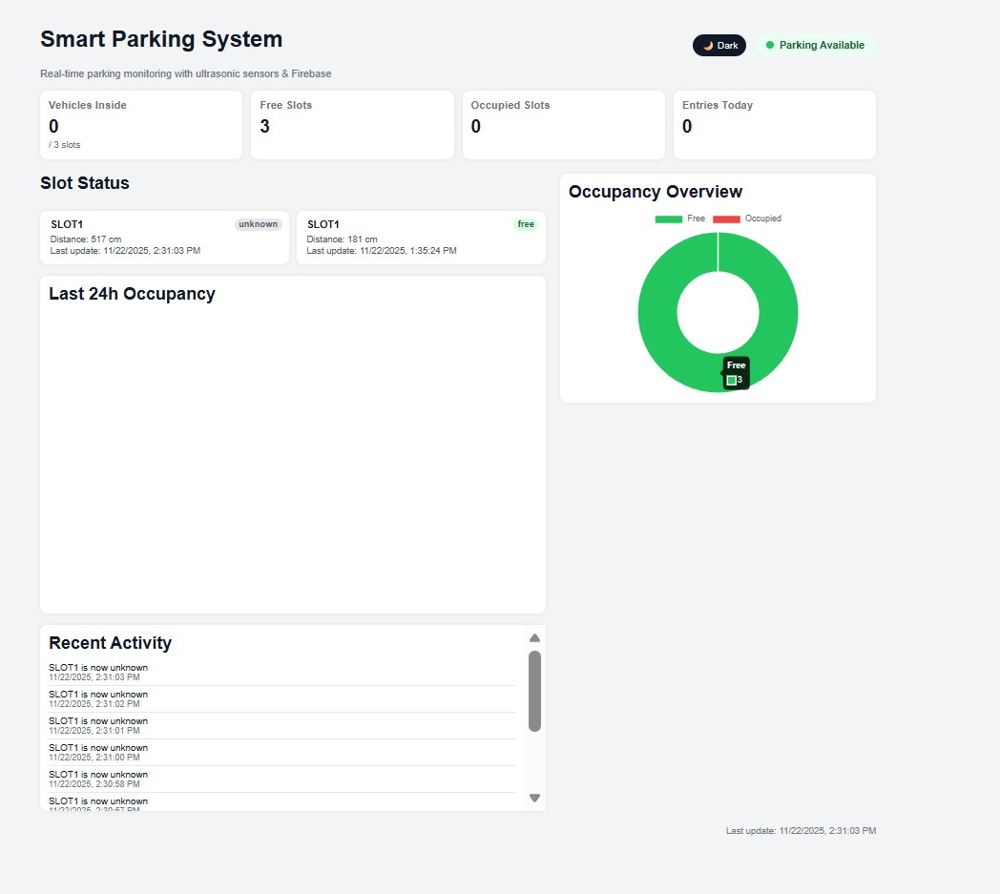 Smart Parking System
🌙 Dark
Parking Available
Real-time parking monitoring with ultrasonic sensors & Firebase
Vehicles Inside
0
/ 3 slots
Free Slots
3
Occupied Slots
0
Entries Today
0
Slot Status
SLOT1
unknown
Distance: 517 cm
Last update: 11/22/2025, 2:31:03 PM
SLOT1
free
Distance: 181 cm
Last update: 11/22/2025, 1:35:24 PM
Occupancy Overview
Free
Occupied
Free
3
Last 24h Occupancy
Recent Activity
SLOT1 is now unknown
11/22/2025, 2:31:03 PM
SLOT1 is now unknown
11/22/2025, 2:31:02 PM
SLOT1 is now unknown
11/22/2025, 2:31:01 PM
SLOT1 is now unknown
11/22/2025, 2:31:00 PM
SLOT1 is now unknown
11/22/2025, 2:30:58 PM
SLOT1 is now unknown
11/22/2025, 2:30:57 PM
Last update: 11/22/2025, 2:31:03 PM